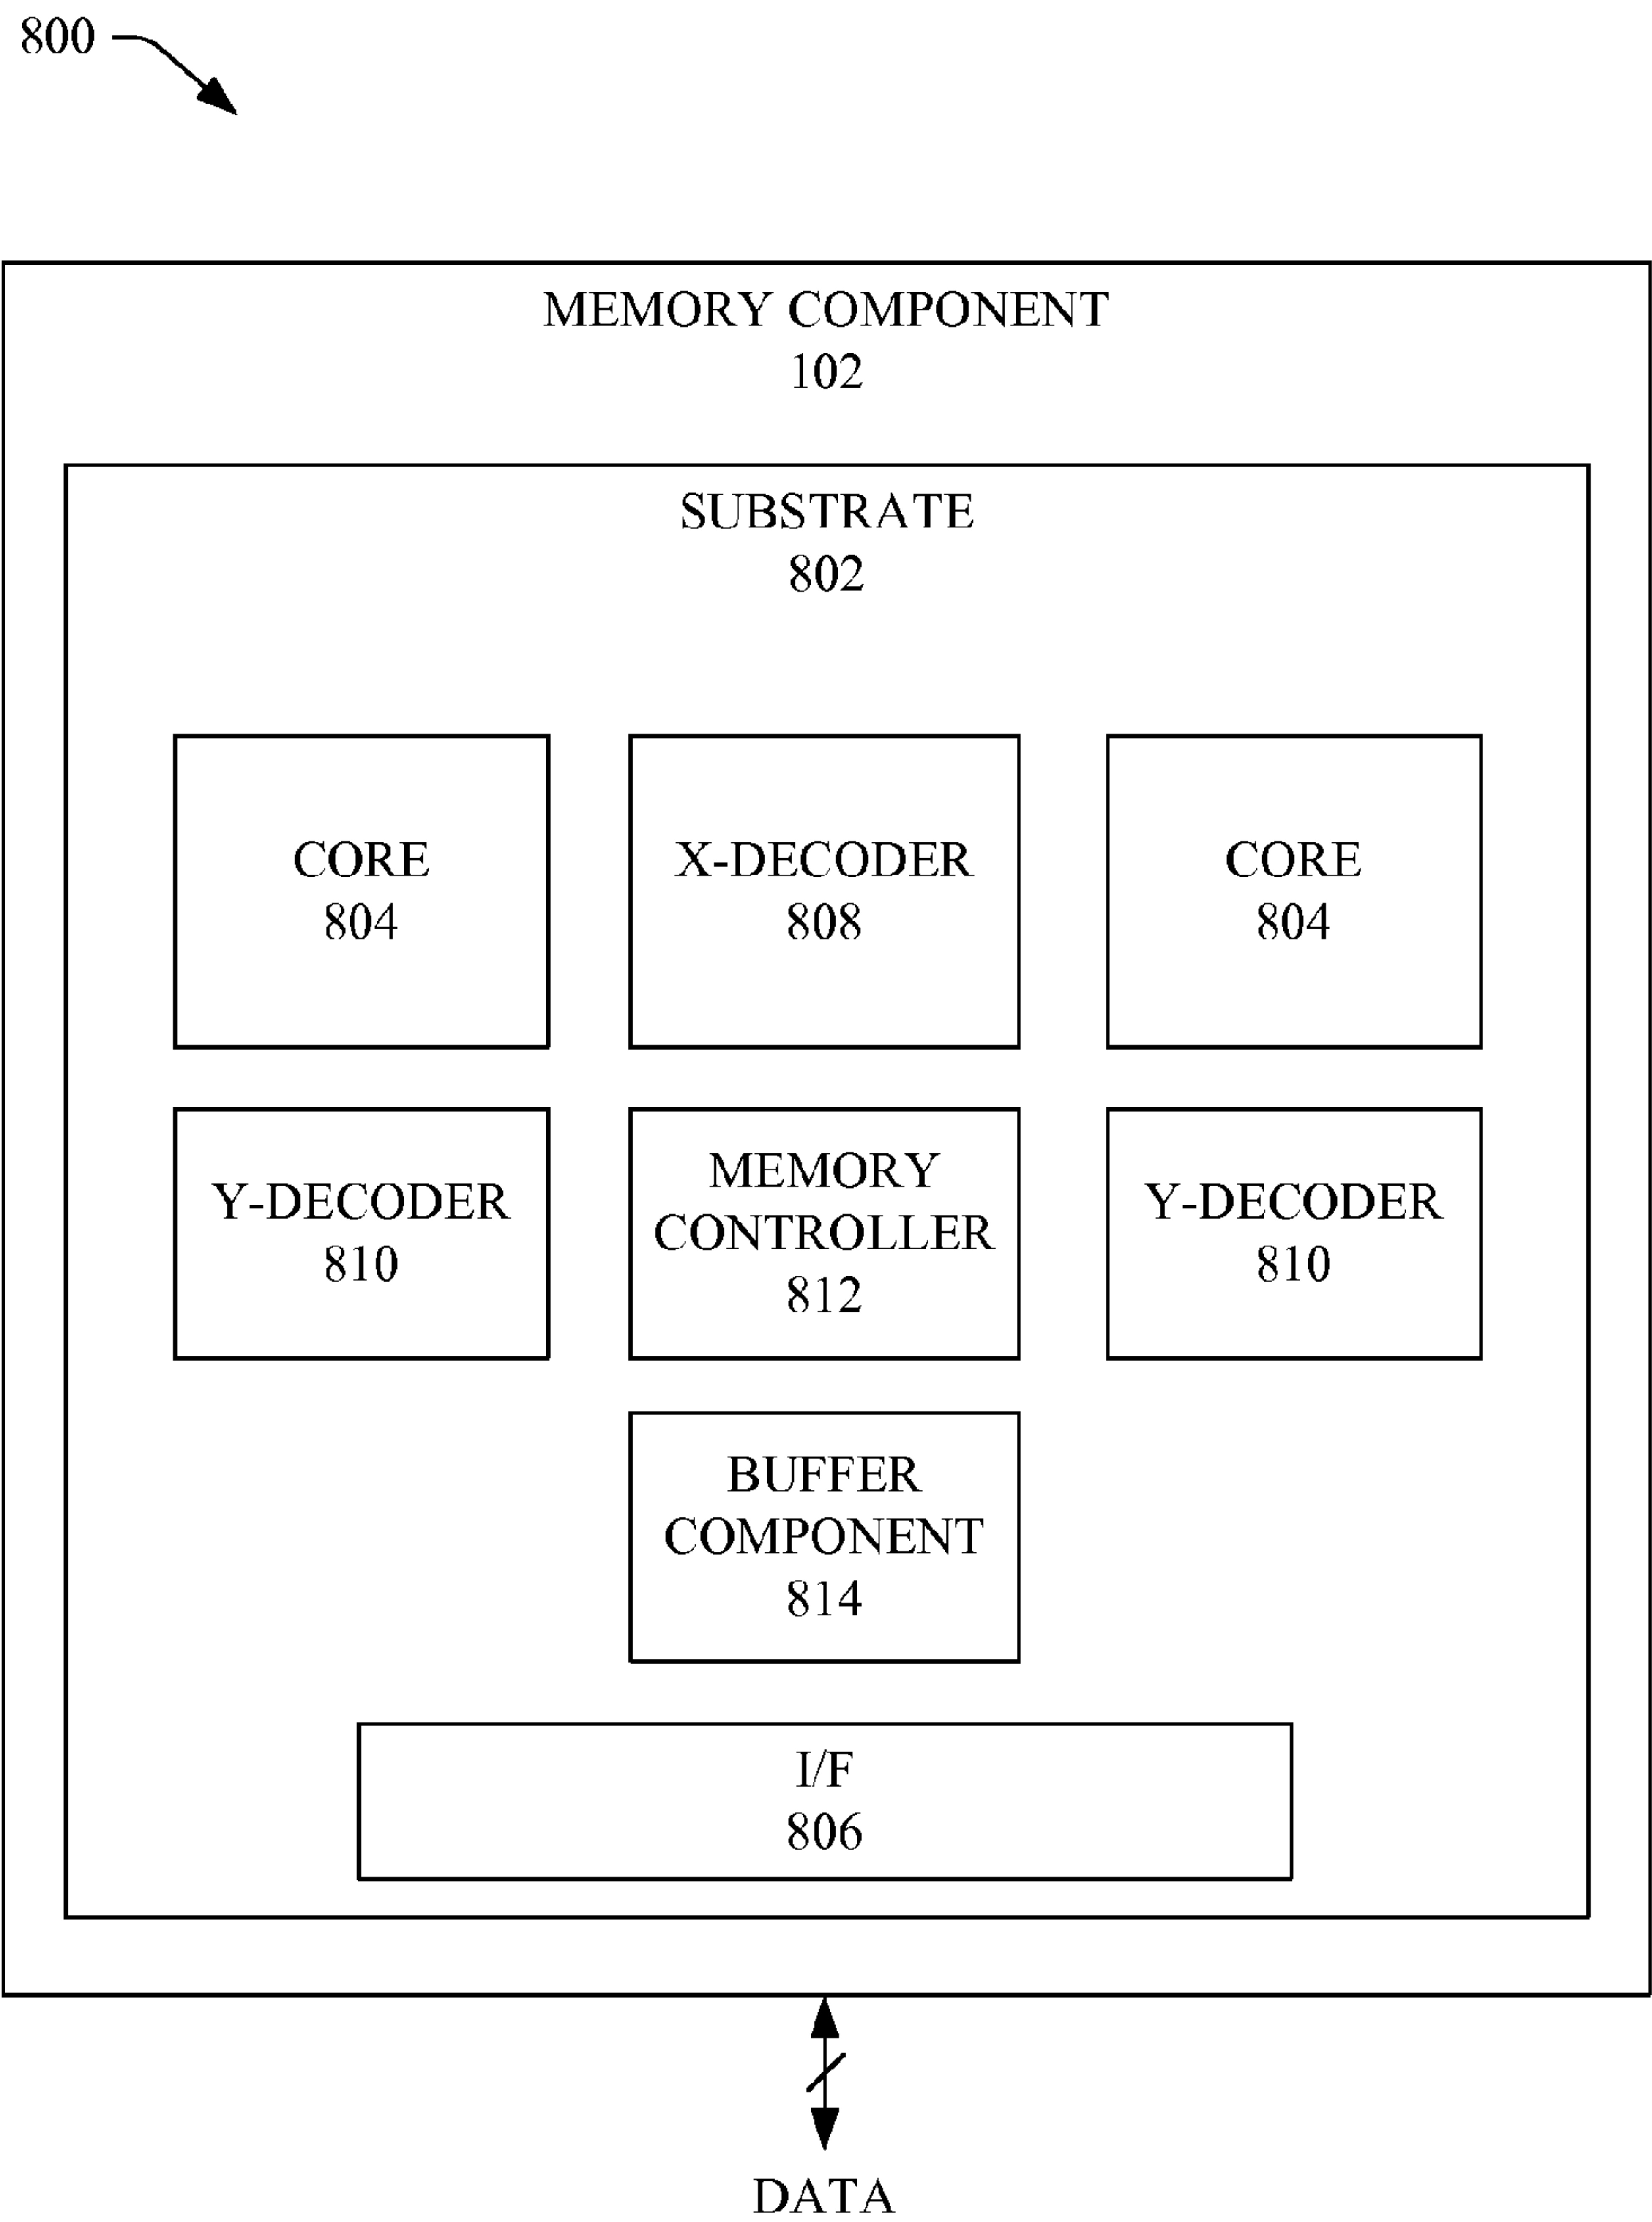 800
MEMORY COMPONENT
102
SUBSTRATE
802
CORE
804
X-DECODER
808
CORE
804
Y-DECODER
810
MEMORY
CONTROLLER
812
Y-DECODER
810
BUFFER
COMPONENT
814
I/F
806
DATA